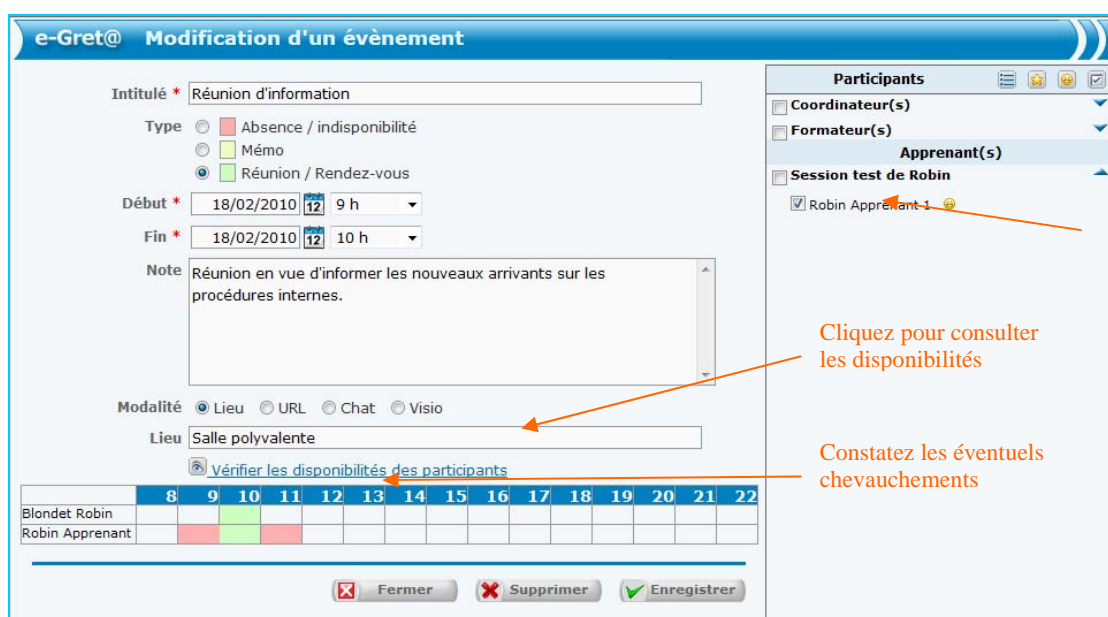 e-Gret@ Modification d'un évènement
Intitulé * Réunion d'information
Type Absence / indisponibilité
Mémo
Réunion / Rendez-vous
Début * 18/02/2010 12 9 h
Fin * 18/02/2010 12 10 h
Note Réunion en vue d'informer les nouveaux arrivants sur les
procédures internes.
Modalité Lieu URL Chat Visio
Lieu Salle polyvalente
Vérifier les disponibilités des participants
8 9 10 11 12 13 14 15 16 17 18 19 20 21 22
Blondet Robin
Robin Apprenant
Fermer Supprimer Enregistrer
Participants
Coordinateur(s)
Formateur(s)
Apprenant(s)
Session test de Robin
Robin Apprenant 1
Cliquez pour consulter
les disponibilités
Constatez les éventuels
chevauchements